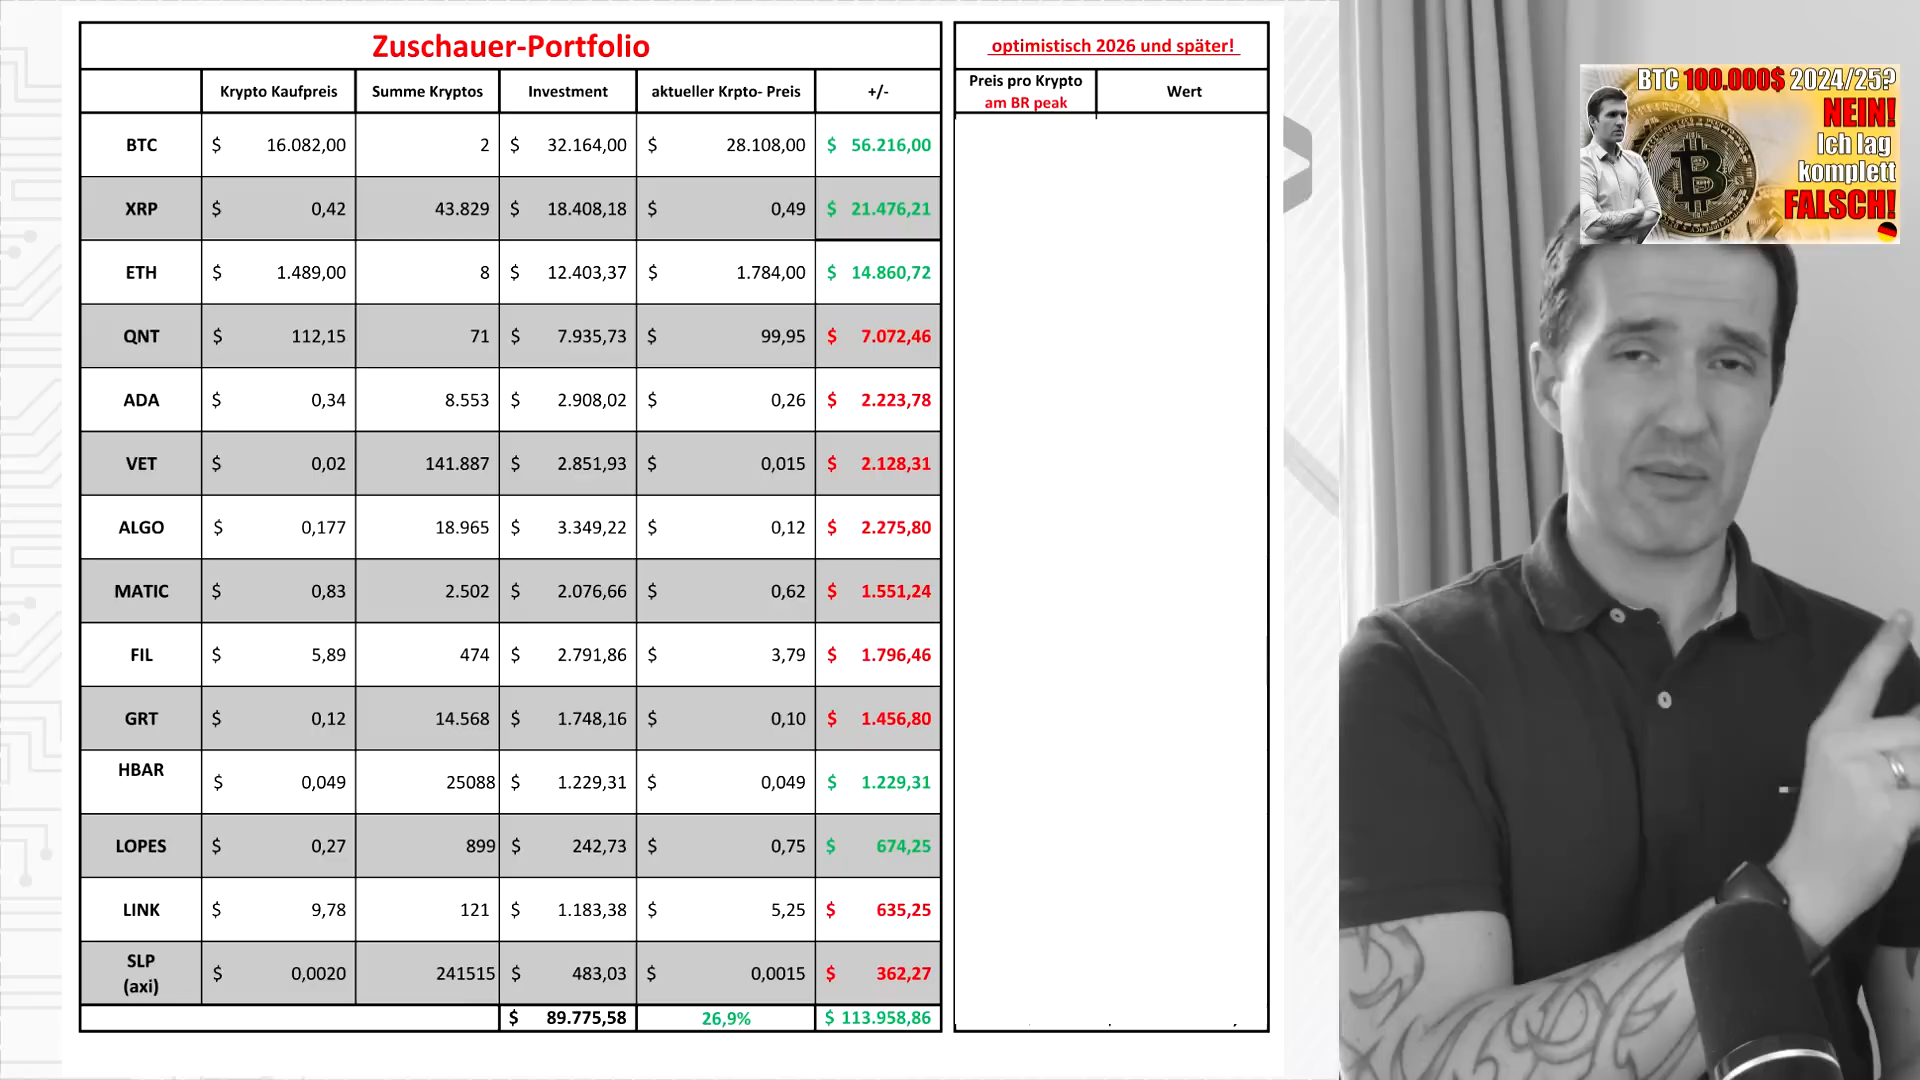 Zuschauer-Portfolio
Krypto Kaufpreis Summe Kryptos Investment aktueller Krpto- Preis +/-
BTC $ 16.082,00 2 $ 32.164,00 $ 28.108,00 $ 56.216,00
XRP $ 0,42 43.829 $ 18.408,18 $ 0,49 $ 21.476,21
ETH $ 1.489,00 8 $ 12.403,37 $ 1.784,00 $ 14.860,72
QNT $ 112,15 71 $ 7.935,73 $ 99,95 $ 7.072,46
ADA $ 0,34 8.553 $ 2.908,02 $ 0,26 $ 2.223,78
VET $ 0,02 141.887 $ 2.851,93 $ 0,015 $ 2.128,31
ALGO $ 0,177 18.965 $ 3.349,22 $ 0,12 $ 2.275,80
MATIC $ 0,83 2.502 $ 2.076,66 $ 0,62 $ 1.551,24
FIL $ 5,89 474 $ 2.791,86 $ 3,79 $ 1.796,46
GRT $ 0,12 14.568 $ 1.748,16 $ 0,10 $ 1.456,80
HBAR $ 0,049 25088 $ 1.229,31 $ 0,049 $ 1.229,31
LOPES $ 0,27 899 $ 242,73 $ 0,75 $ 674,25
LINK $ 9,78 121 $ 1.183,38 $ 5,25 $ 635,25
SLP
(axi) $ 0,0020 241515 $ 483,03 $ 0,0015 $ 362,27
$ 89.775,58 26,9% $ 113.958,86
optimistisch 2026 und später!
Preis pro Krypto
am BR peak
Wert
BTC 100.000$ 2024/25?
NEIN!
Ich lag
komplett
FALSCH!